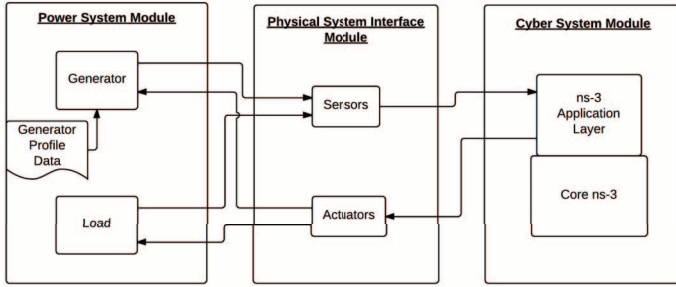 Power System Module
Physical System Interface
Module
Cyber System Module
Generator
Generator
Profile
Data
Load
Sersors
Actuators
ns-3
Application
Layer
Core ns-3